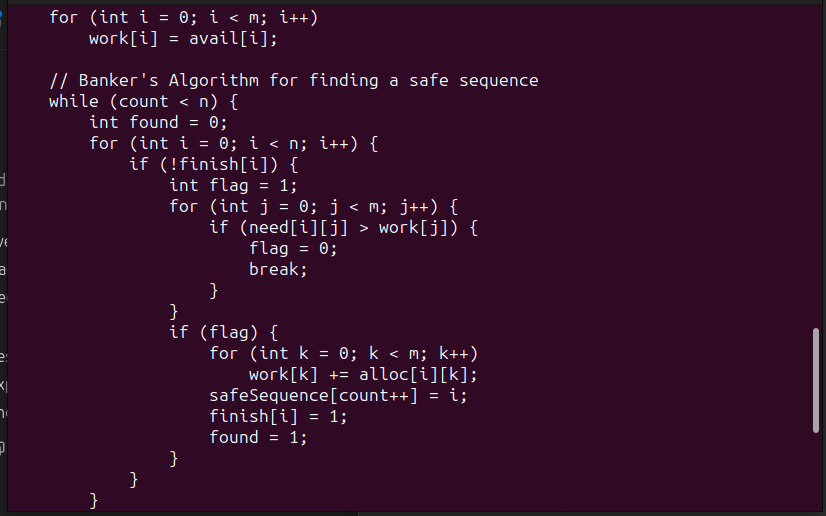 for (int i = 0; i < m; i++)
        work[i] = avail[i];

    // Banker's Algorithm for finding a safe sequence
    while (count < n) {
        int found = 0;
        for (int i = 0; i < n; i++) {
            if (!finish[i]) {
                int flag = 1;
                for (int j = 0; j < m; j++) {
                    if (need[i][j] > work[j]) {
                        flag = 0;
                        break;
                    }
                }
                if (flag) {
                    for (int k = 0; k < m; k++)
                        work[k] += alloc[i][k];
                    safeSequence[count++] = i;
                    finish[i] = 1;
                    found = 1;
                }
            }
        }